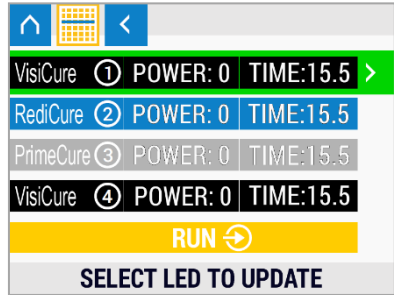 VisiCure 1 POWER: 0 TIME:15.5
RediCure 2 POWER: 0 TIME:15.5
PrimeCure 3 POWER: 0 TIME:15.5
VisiCure 4 POWER: 0 TIME:15.5
RUN
SELECT LED TO UPDATE